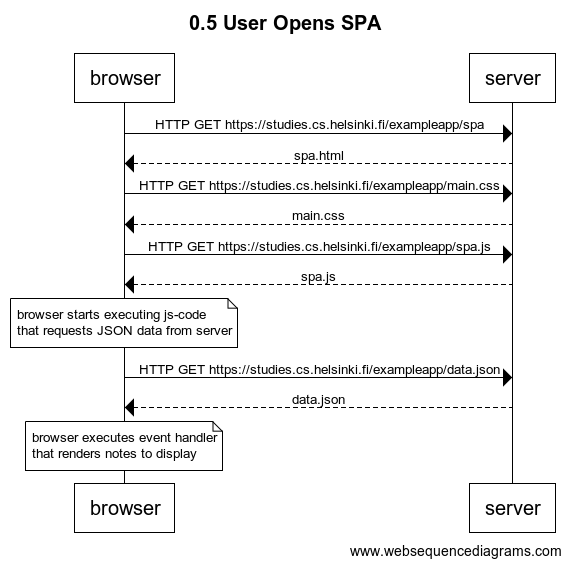 0.5 User Opens SPA
browser
server
HTTP GET https://studies.cs.helsinki.fi/exampleapp/spa
spa.html
HTTP GET https://studies.cs.helsinki.fi/exampleapp/main.css
main.css
HTTP GET https://studies.cs.helsinki.fi/exampleapp/spa.js
spa.js
browser starts executing js-code
that requests JSON data from server
HTTP GET https://studies.cs.helsinki.fi/exampleapp/data.json
data.json
browser executes event handler
that renders notes to display
browser
server
www.websequencediagrams.com